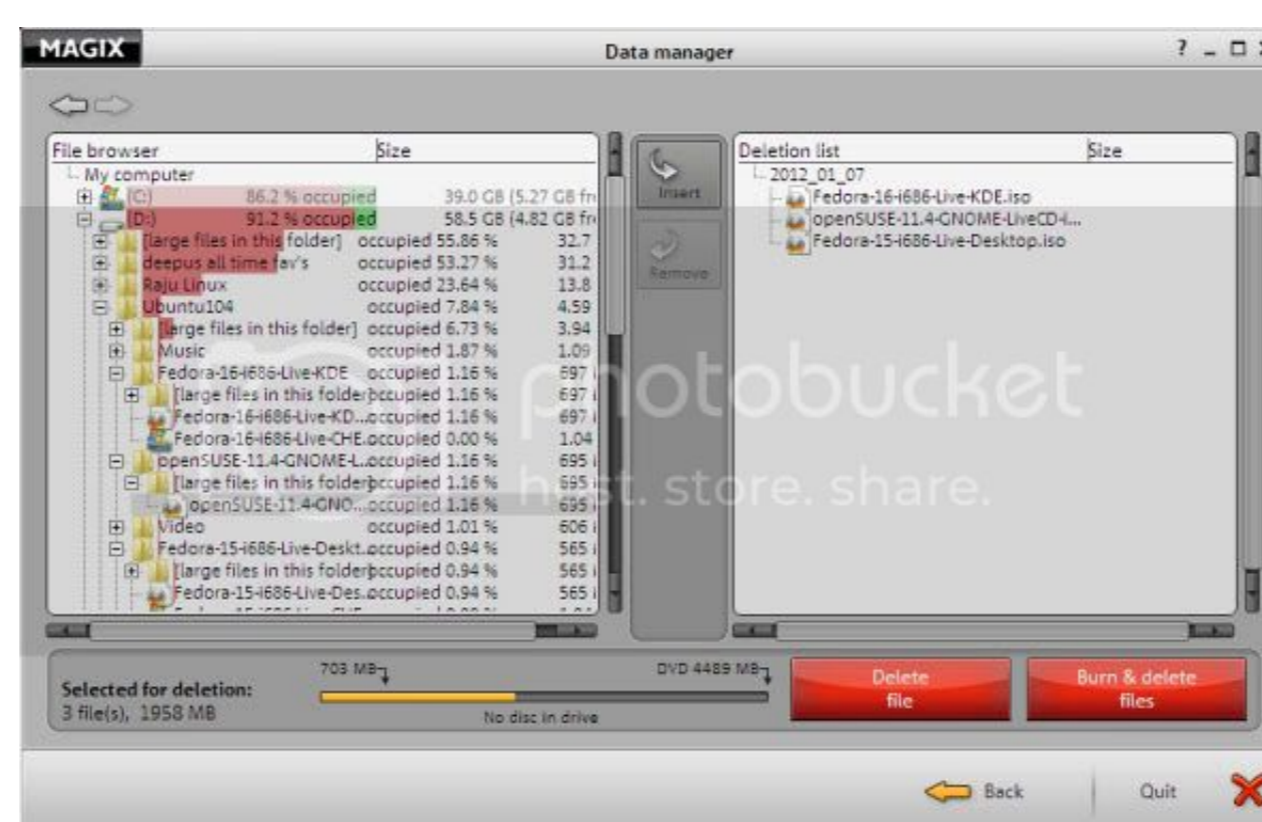 MAGIX
Data manager
?
File browser Size
My computer
(C:) 86.2 % occupied 39.0 GB (5.27 GB fr
(D:) 91.2 % occupied 58.5 GB (4.82 GB fr
[large files in this folder] occupied 55.86 % 32.7
deepus all time fav's occupied 53.27 % 31.2
Raju Linux occupied 23.64 % 13.8
Ubuntu104 occupied 7.84 % 4.59
[large files in this folder] occupied 6.73 % 3.94
Music occupied 1.87 % 1.09
Fedora-16-i686-Live-KDE occupied 1.16 % 697
[large files in this folder occupied 1.16 % 697
Fedora-16-i686-Live-KD... occupied 1.16 % 697
Fedora-16-i686-Live-CHE. occupied 0.00 % 1.04
openSUSE-11.4-GNOME-L.. occupied 1.16 % 695
[large files in this folder occupied 1.16 % 695
openSUSE-11.4-GNO... occupied 1.16 % 695
Video occupied 1.01 % 606
Fedora-15-i686-Live-Deskt. occupied 0.94 % 565
[large files in this folder occupied 0.94 % 565
Fedora-15-i686-Live-Des. occupied 0.94 % 565
Insert
Remove
Deletion list Size
2012_01_07
Fedora-16-i686-Live-KDE.iso
openSUSE-11.4-GNOME-LiveCD-i...
Fedora-15-i686-Live-Desktop.iso
photobucket
host. store. share.
703 MB DVD 4489 MB
Selected for deletion:
3 file(s), 1958 MB
No disc in drive
Delete file
Burn & delete files
Back
Quit